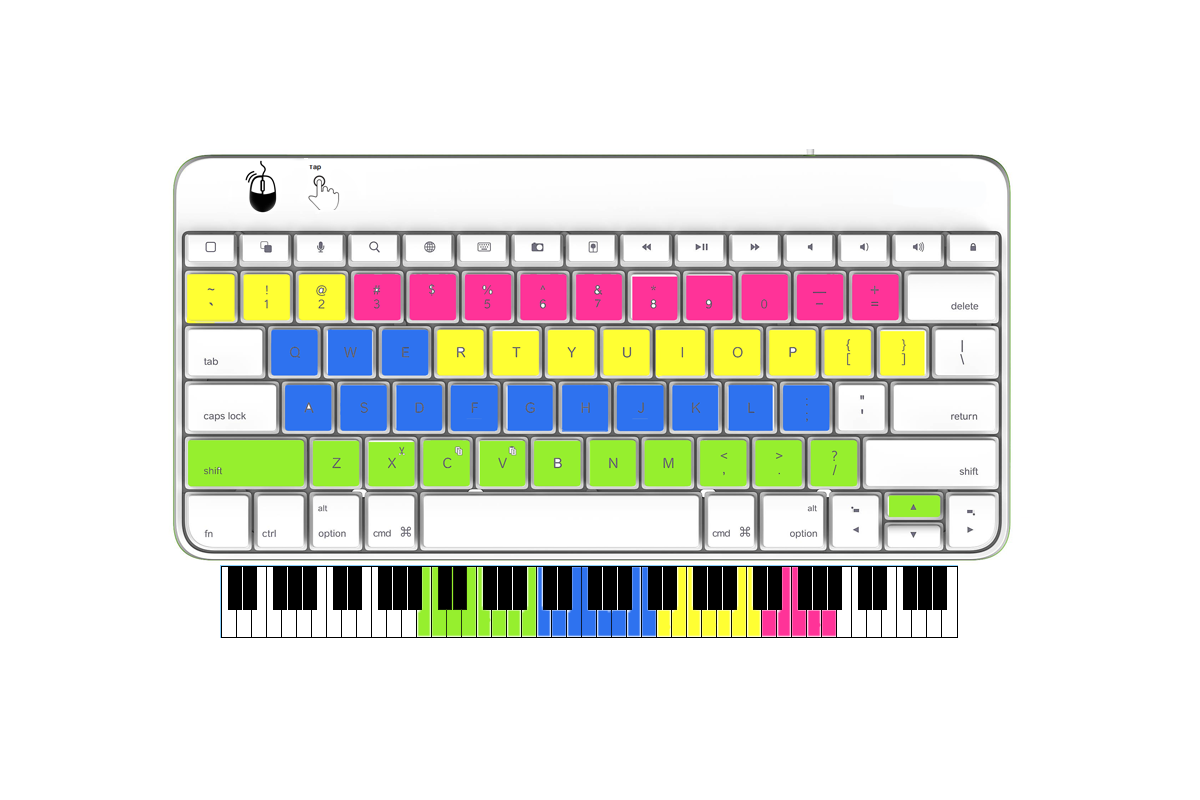 Tap
~ ! @ # % ^ & * + 
` 1 2 3 5 6 7 8 9 0 − =
delete
tab Q W E R T Y U I O P { [ } ] | \
caps lock A S D F G H J K L : " ' return
shift Z X ¥ C V B N M < , > . ? / shift
alt alt
fn ctrl option cmd ⌘ cmd ⌘ option